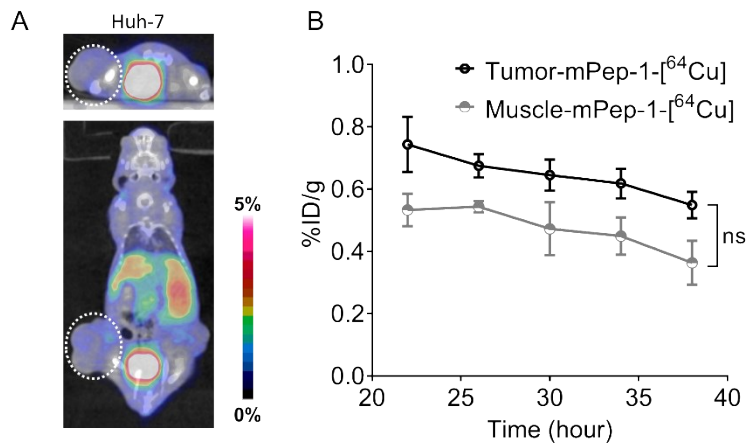 A
Huh-7
5%
0%
B
Tumor-mPep-1-[⁶⁴Cu]
Muscle-mPep-1-[⁶⁴Cu]
%ID/g
1.0
0.8
0.6
0.4
0.2
0.0
ns
20 25 30 35 40
Time (hour)